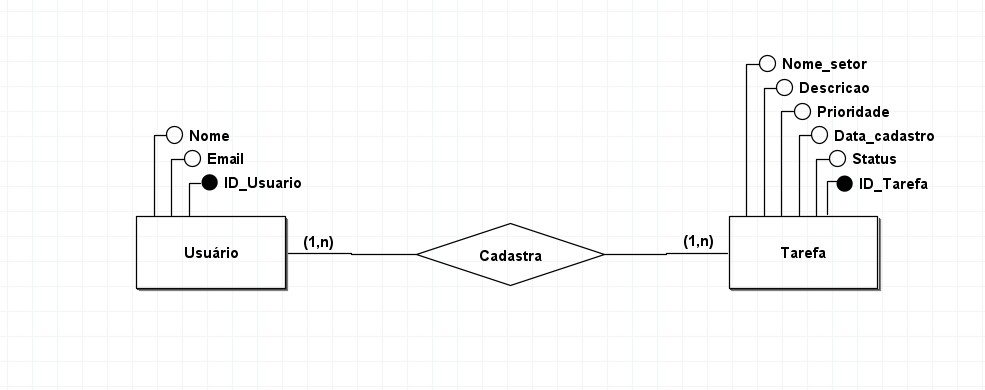 Nome_setor
Descricao
Prioridade
Data_cadastro
Status
ID_Tarefa
Nome
Email
ID_Usuario
Usuário
(1,n)
Cadastra
(1,n)
Tarefa